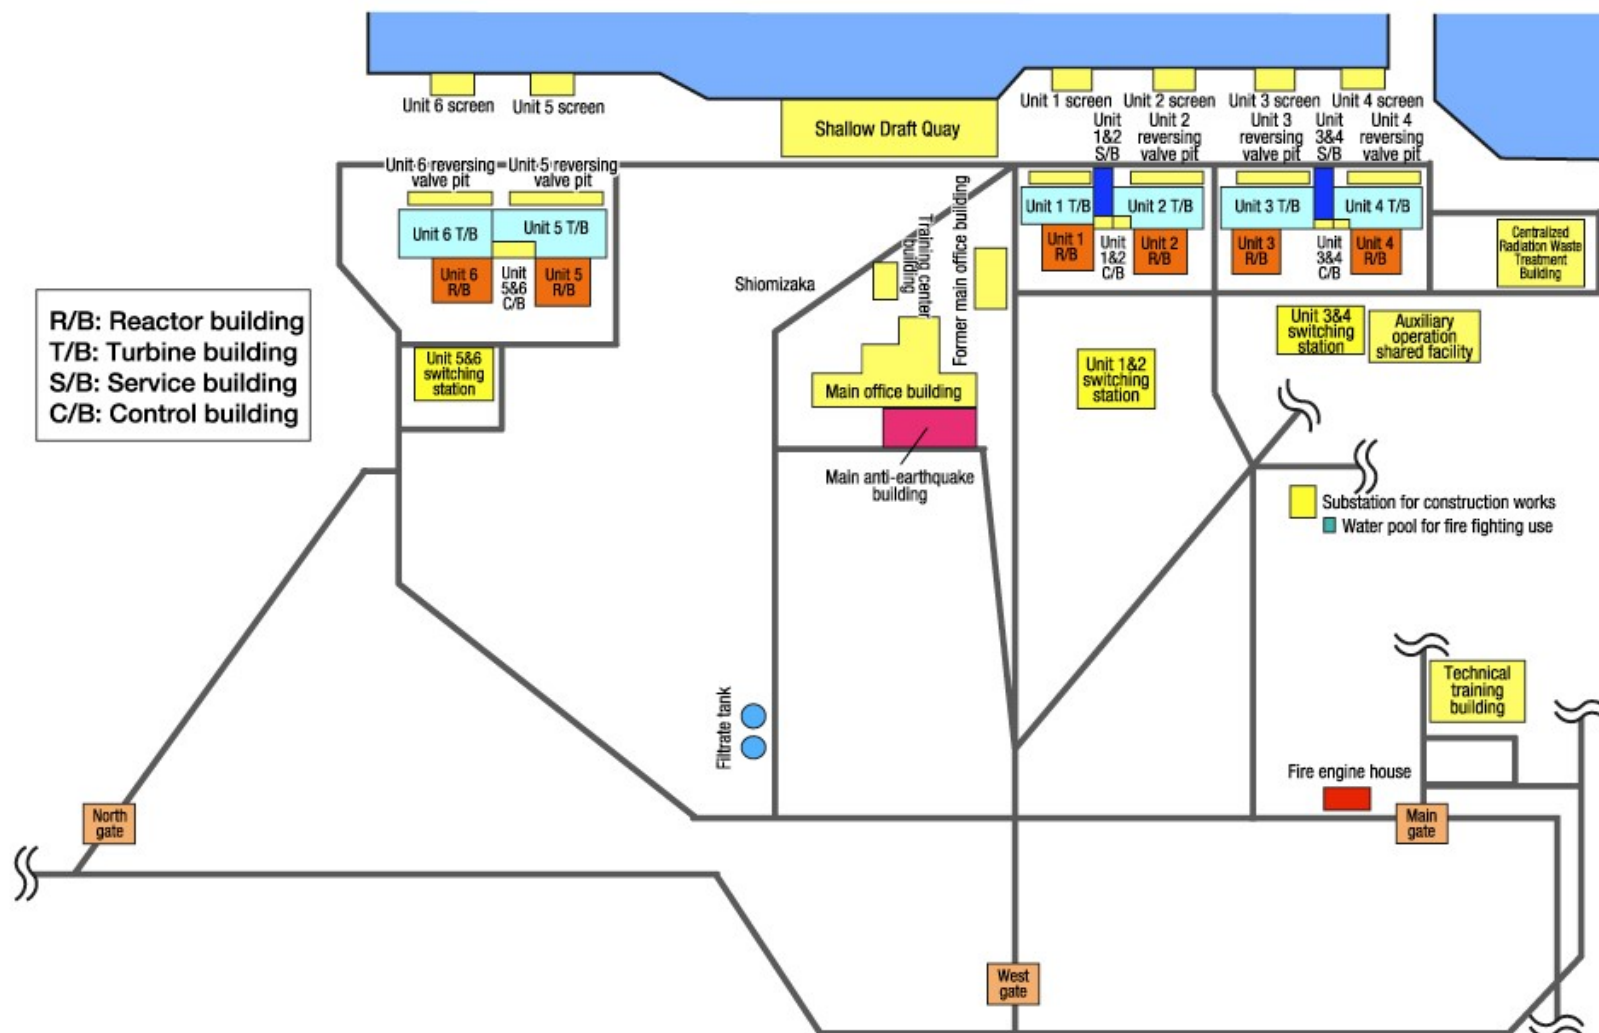 Unit 6 screen
Unit 5 screen
Shallow Draft Quay
Unit 1 screen
Unit 2 screen
Unit 3 screen
Unit 4 screen
Unit
1&2
S/B
Unit 2
reversing
valve pit
Unit 3
reversing
valve pit
Unit
3&4
S/B
Unit 4
reversing
valve pit
Unit 6 reversing
valve pit
Unit 5 reversing
valve pit
Unit 6 T/B
Unit 5 T/B
Unit 6
R/B
Unit
5&6
C/B
Unit 5
R/B
Unit 1 T/B
Unit 2 T/B
Unit 3 T/B
Unit 4 T/B
Unit 1
R/B
Unit
1&2
C/B
Unit 2
R/B
Unit 3
R/B
Unit
3&4
C/B
Unit 4
R/B
Centralized
Radiation Waste
Treatment
Building
Shiomizaka
Training center
building
Former main office building
R/B: Reactor building
T/B: Turbine building
S/B: Service building
C/B: Control building
Unit 5&6
switching
station
Main office building
Main anti-earthquake
building
Unit 1&2
switching
station
Unit 3&4
switching
station
Auxiliary
operation
shared facility
Substation for construction works
Water pool for fire fighting use
Filtrate tank
Technical
training
building
Fire engine house
North
gate
Main
gate
West
gate